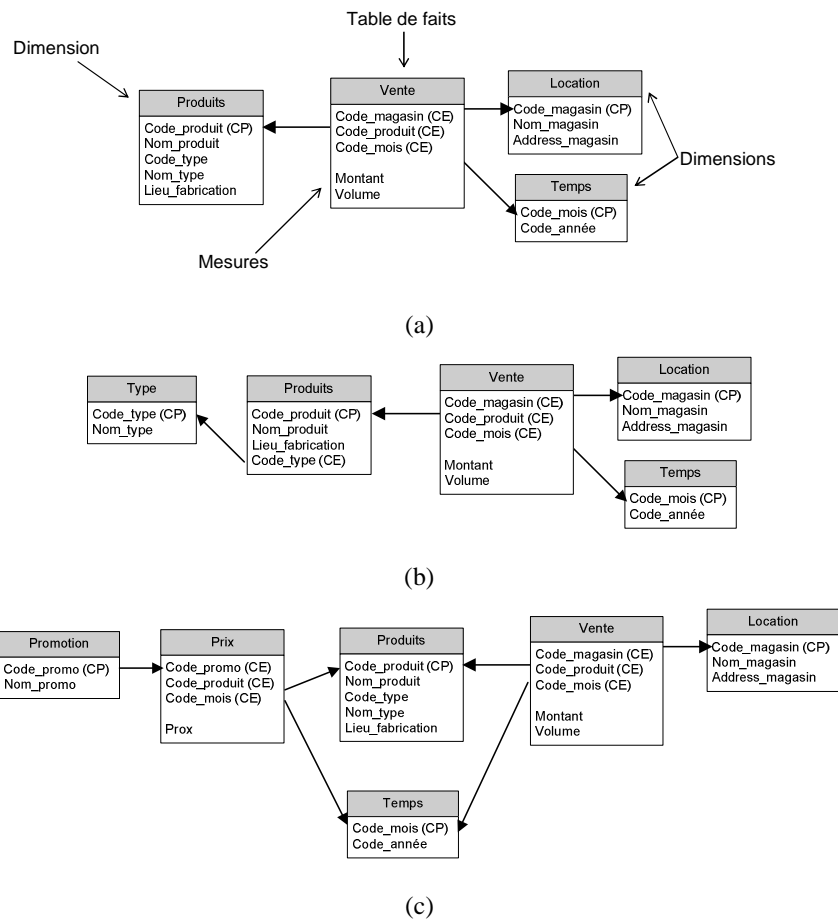 Table de faits
Dimension
Produits
Code_produit (CP)
Nom_produit
Code_type
Nom_type
Lieu_fabrication
Vente
Code_magasin (CE)
Code_produit (CE)
Code_mois (CE)
Montant
Volume
Location
Code_magasin (CP)
Nom_magasin
Address_magasin
Dimensions
Temps
Code_mois (CP)
Code_année
Mesures
(a)
Type
Code_type (CP)
Nom_type
Produits
Code_produit (CP)
Nom_produit
Lieu_fabrication
Code_type (CE)
Vente
Code_magasin (CE)
Code_produit (CE)
Code_mois (CE)
Montant
Volume
Location
Code_magasin (CP)
Nom_magasin
Address_magasin
Temps
Code_mois (CP)
Code_année
(b)
Promotion
Code_promo (CP)
Nom_promo
Prix
Code_promo (CE)
Code_produit (CE)
Code_mois (CE)
Prox
Produits
Code_produit (CP)
Nom_produit
Code_type
Nom_type
Lieu_fabrication
Vente
Code_magasin (CE)
Code_produit (CE)
Code_mois (CE)
Montant
Volume
Location
Code_magasin (CP)
Nom_magasin
Address_magasin
Temps
Code_mois (CP)
Code_année
(c)